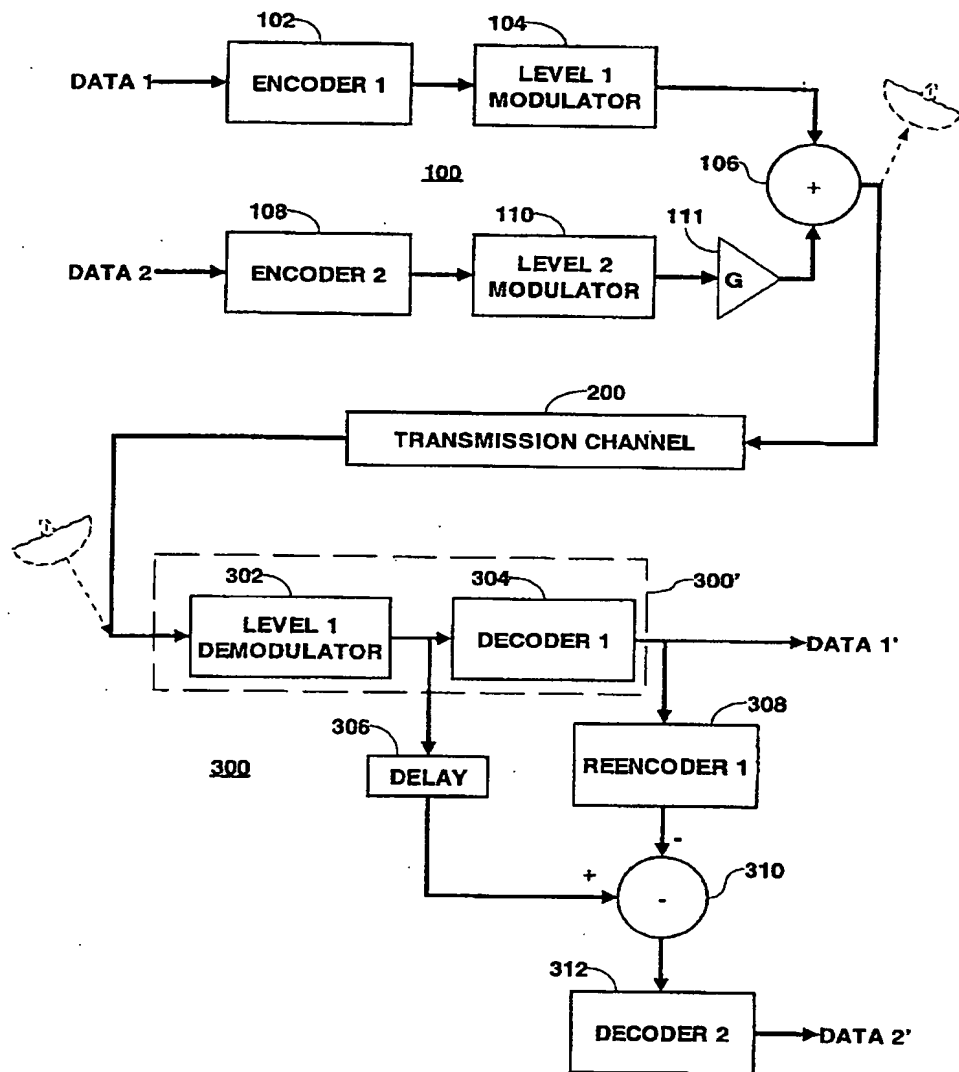 102
104
DATA 1
ENCODER 1
LEVEL 1
MODULATOR
106
+
100
108
110
111
DATA 2
ENCODER 2
LEVEL 2
MODULATOR
G
200
TRANSMISSION CHANNEL
302
304
300'
LEVEL 1
DEMODULATOR
DECODER 1
DATA 1'
306
308
300
DELAY
REENCODER 1
-
+
310
-
312
DECODER 2
DATA 2'